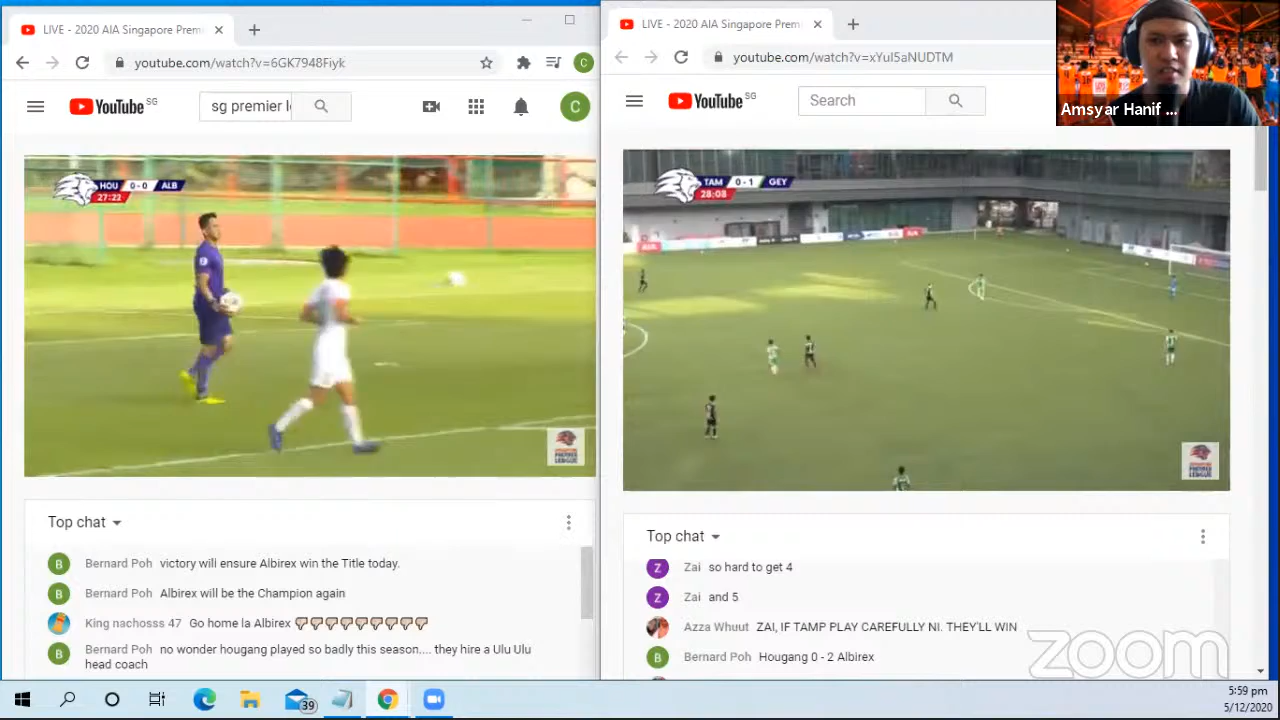 LIVE - 2020 AIA Singapore Prem
youtube.com/watch?v=6GK7948Fiyk
C
YouTube SG
sg premier l
C
HOU 0-0 ALB
27:22
Top chat
B Bernard Poh victory will ensure Albirex win the Title today.
B Bernard Poh Albirex will be the Champion again
King nachosss 47 Go home la Albirex
B Bernard Poh no wonder hougang played so badly this season.... they hire a Ulu Ulu
head coach
LIVE - 2020 AIA Singapore Prem
youtube.com/watch?v=xYuI5aNUDTM
YouTube SG
Search
Amsyar Hanif ...
TAM 0-1 GEY
28:08
PREMIER
LEAGUE
Top chat
Z Zai so hard to get 4
Z Zai and 5
Azza Whuut ZAI, IF TAMP PLAY CAREFULLY NI. THEY'LL WIN
B Bernard Poh Hougang 0 - 2 Albirex
zoom
39
5:59 pm
5/12/2020